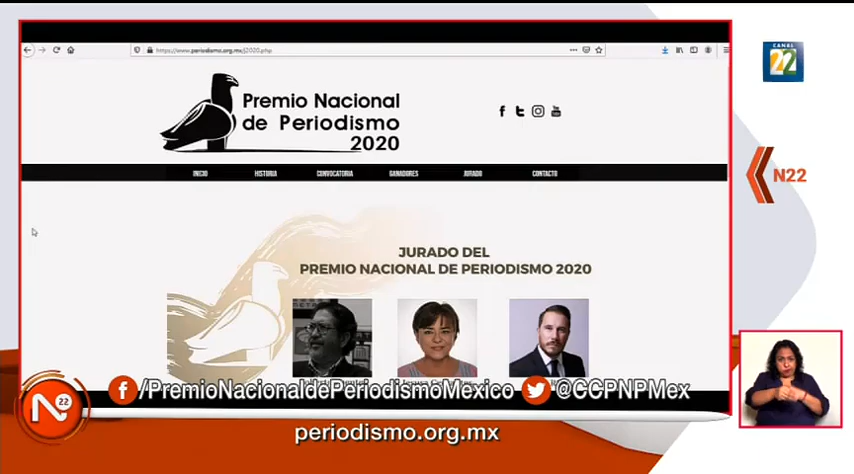 https://www.periodismo.org.mx/j2020.php
CANAL
22
Premio Nacional
de Periodismo
2020
INICIO
HISTORIA
CONVOCATORIA
GANADORES
JURADO
CONTACTO
N22
JURADO DEL
PREMIO NACIONAL DE PERIODISMO 2020
/PremioNacionaldePeriodismoMexico @CCPNPMex
N 22
periodismo.org.mx